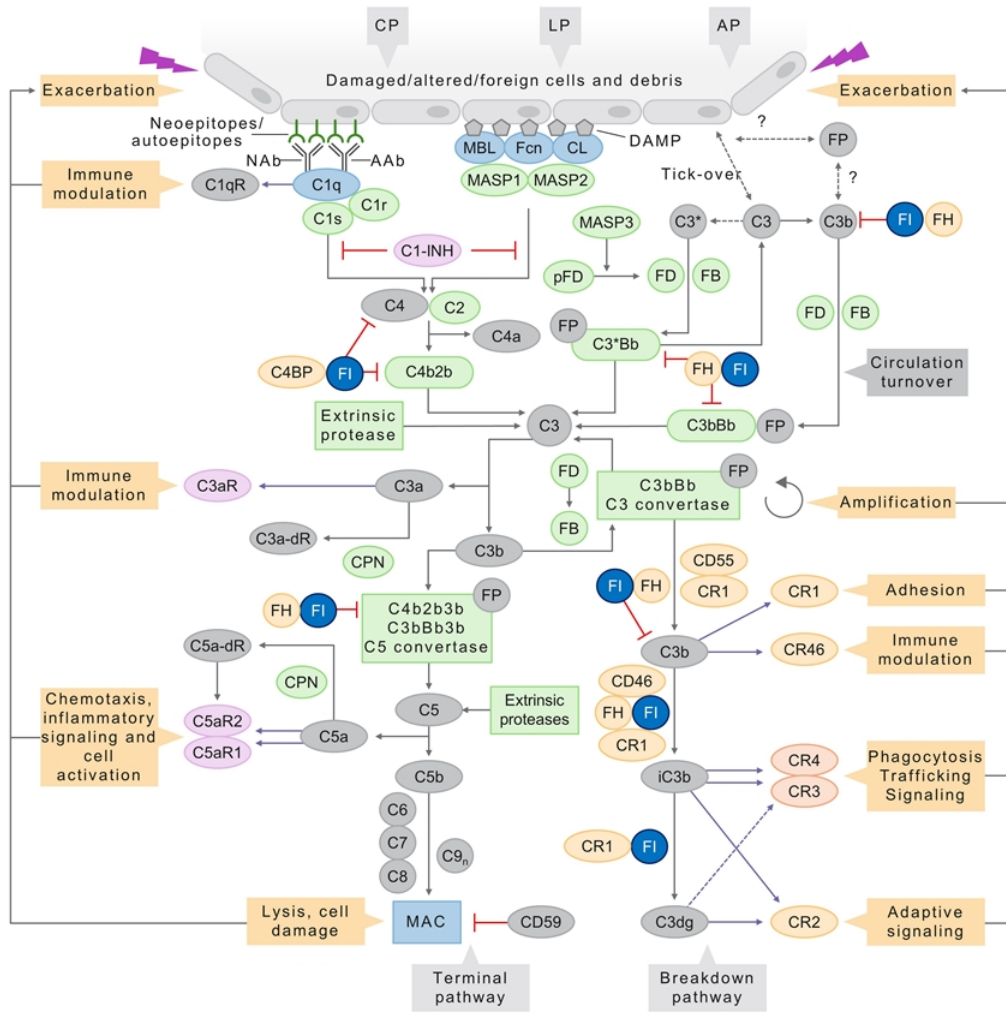 CP
LP
AP
Damaged/altered/foreign cells and debris
Exacerbation
Exacerbation
Neoepitopes/
autoepitopes
NAb
AAb
MBL
Fcn
CL
DAMP
?
FP
Immune
modulation
C1qR
C1q
C1s
C1r
MASP1
MASP2
Tick-over
?
C3*
C3
C3b
FI
FH
MASP3
C1-INH
pFD
FD
FB
C4
C2
FD
FB
C4a
FP
C3*Bb
C4BP
FI
C4b2b
FH
FI
Circulation
turnover
Extrinsic
protease
C3
C3bBb
FP
Immune
modulation
C3aR
C3a
FD
FB
C3bBb
C3 convertase
FP
Amplification
C3a-dR
C3b
CPN
CD55
CR1
FH
FI
C4b2b3b
C3bBb3b
C5 convertase
FP
FI
FH
CR1
Adhesion
C3b
CR46
Immune
modulation
C5a-dR
CPN
CD46
FH
FI
CR1
Chemotaxis,
inflammatory
signaling and
cell
activation
C5aR2
C5aR1
C5a
C5
Extrinsic
proteases
C5b
iC3b
CR4
CR3
Phagocytosis
Trafficking
Signaling
C6
C7
C8
C9n
CR1
FI
Lysis, cell
damage
MAC
CD59
C3dg
CR2
Adaptive
signaling
Terminal
pathway
Breakdown
pathway